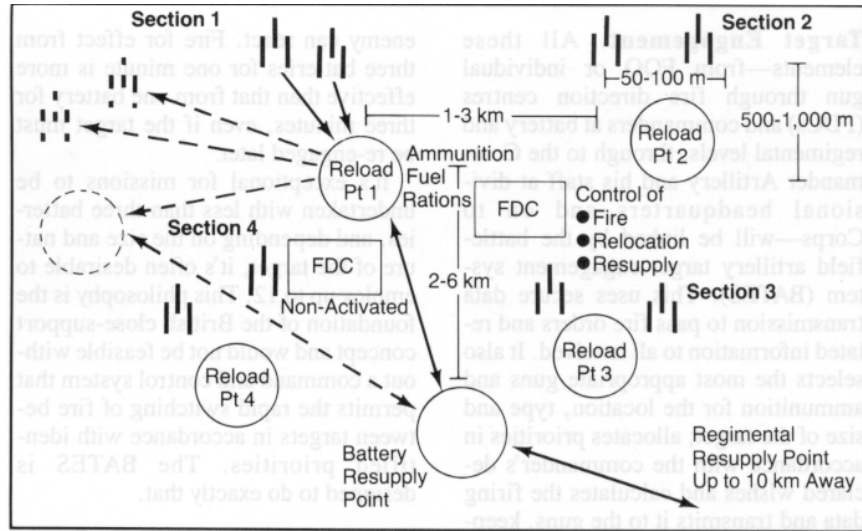 Section 1
Section 2
50-100 m
1-3 km
500-1,000 m
Reload
Pt 2
Reload
Pt 1
Ammunition
Fuel
Rations
FDC
Control of
● Fire
● Relocation
● Resupply
Section 4
FDC
Non-Activated
2-6 km
Section 3
Reload
Pt 3
Reload
Pt 4
Battery
Resupply
Point
Regimental
Resupply Point
Up to 10 km Away